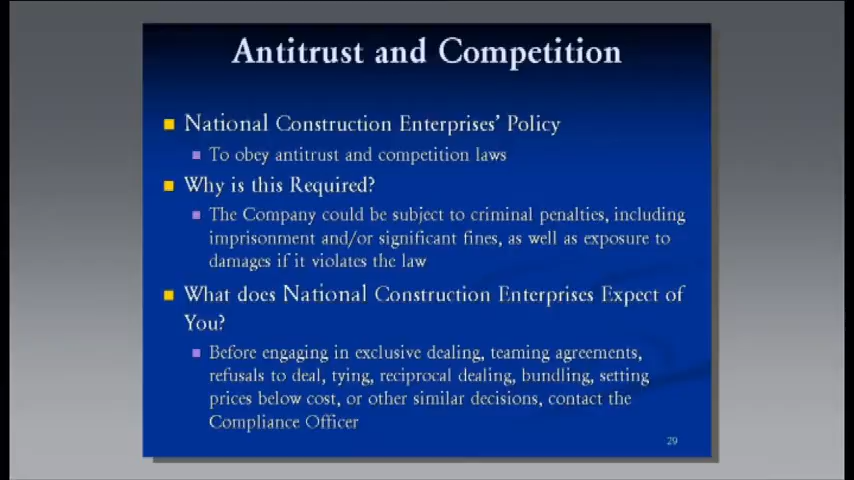 Antitrust and Competition
National Construction Enterprises' Policy
To obey antitrust and competition laws
Why is this Required?
The Company could be subject to criminal penalties, including
imprisonment and/or significant fines, as well as exposure to
damages if it violates the law
What does National Construction Enterprises Expect of
You?
Before engaging in exclusive dealing, teaming agreements,
refusals to deal, tying, reciprocal dealing, bundling, setting
prices below cost, or other similar decisions, contact the
Compliance Officer
29